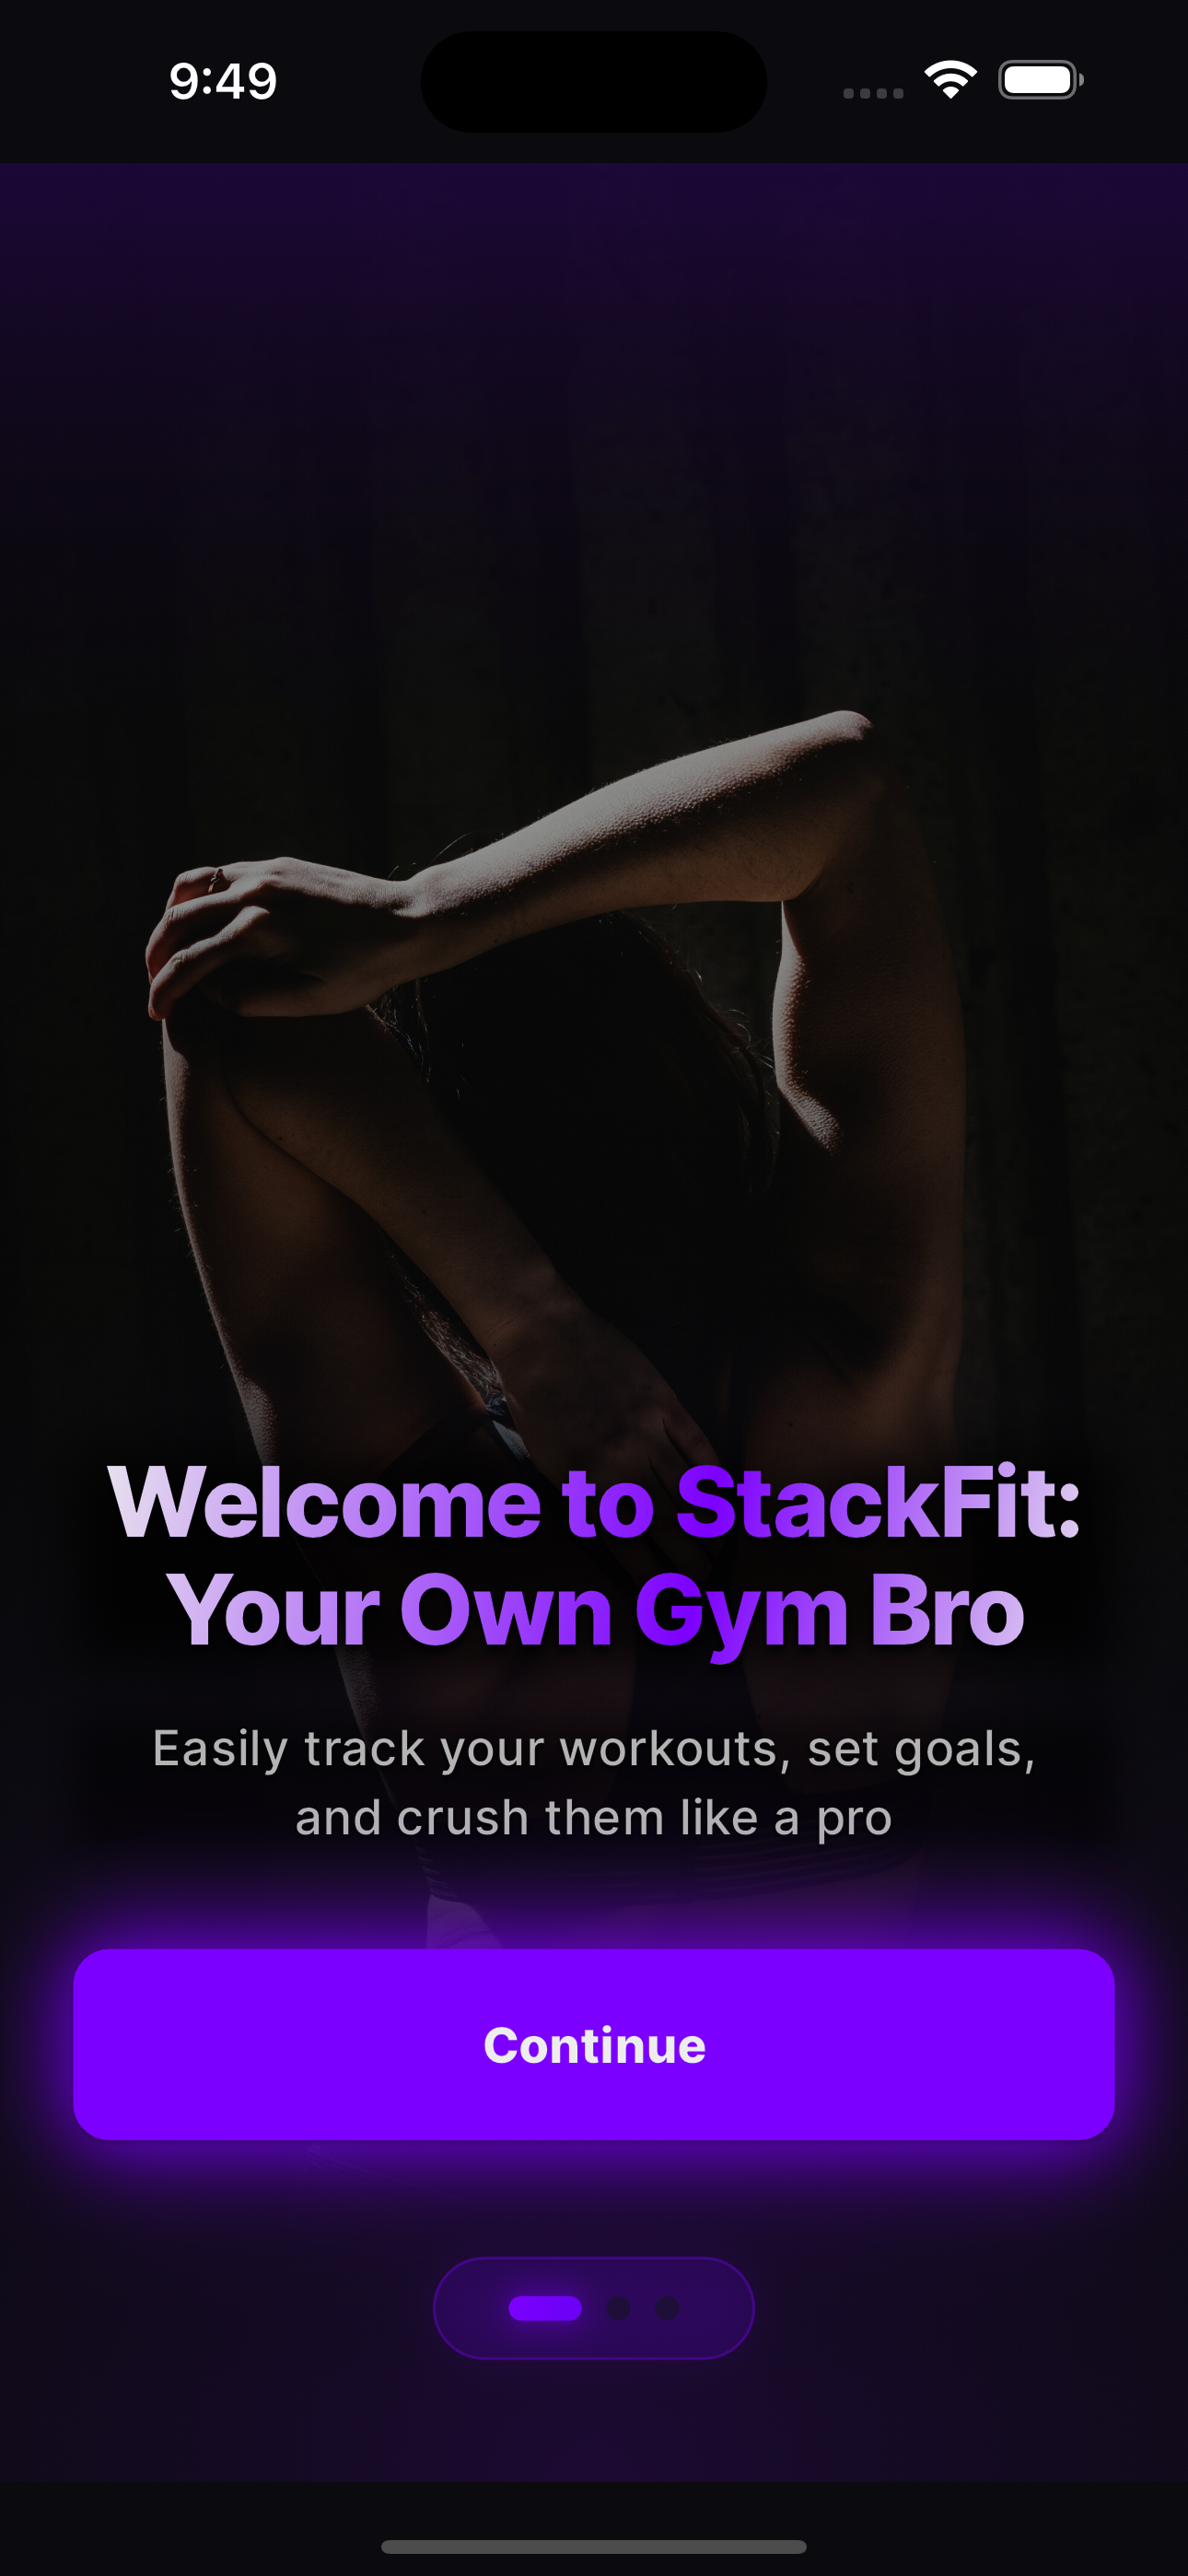 9:49
Welcome to StackFit:
Your Own Gym Bro
Easily track your workouts, set goals,
and crush them like a pro
Continue